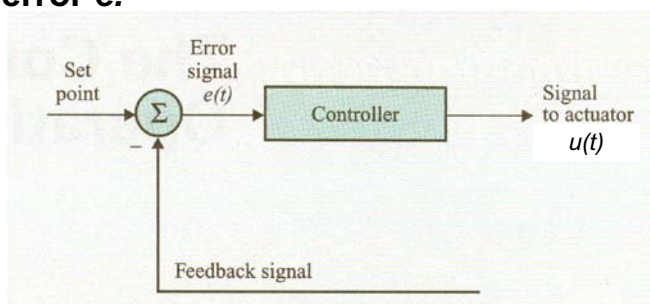 error e.
Set
point
Error
signal
e(t)
Σ
–
Controller
Signal
to actuator
u(t)
Feedback signal